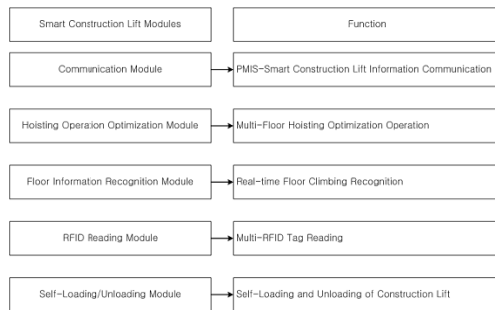 Smart Construction Lift Modules
Function
Communication Module
PMIS-Smart Construction Lift Information Communication
Hoisting Operation Optimization Module
Multi-Floor Hoisting Optimization Operation
Floor Information Recognition Module
Real-time Floor Climbing Recognition
RFID Reading Module
Multi-RFID Tag Reading
Self-Loading/Unloading Module
Self-Loading and Unloading of Construction Lift